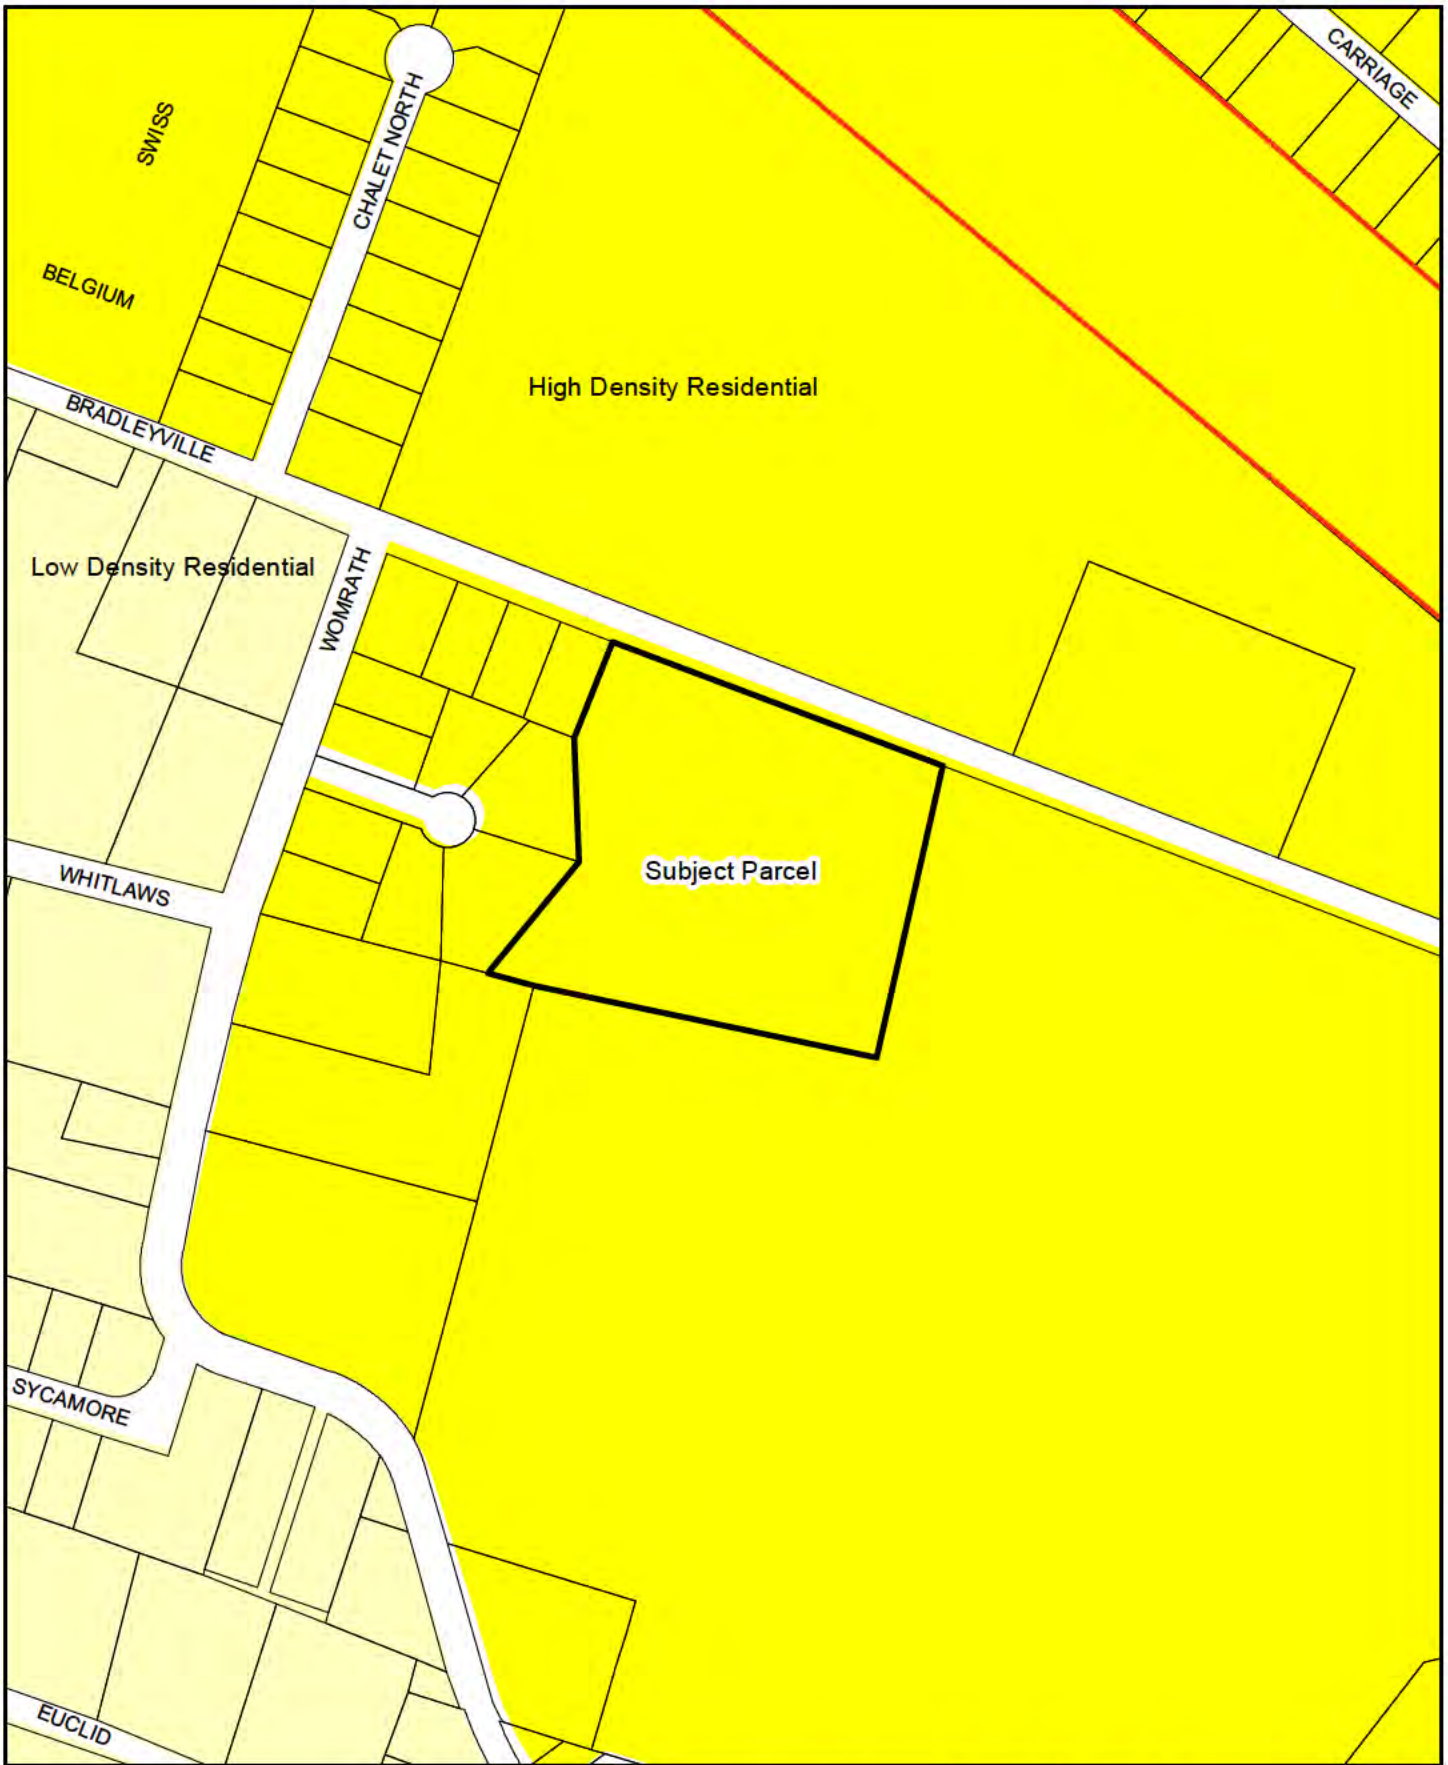 CARRIAGE
SWISS
CHALET NORTH
BELGIUM
High Density Residential
BRADLEYVILLE
Low Density Residential
WOMRATH
Subject Parcel
WHITLAWS
SYCAMORE
EUCLID